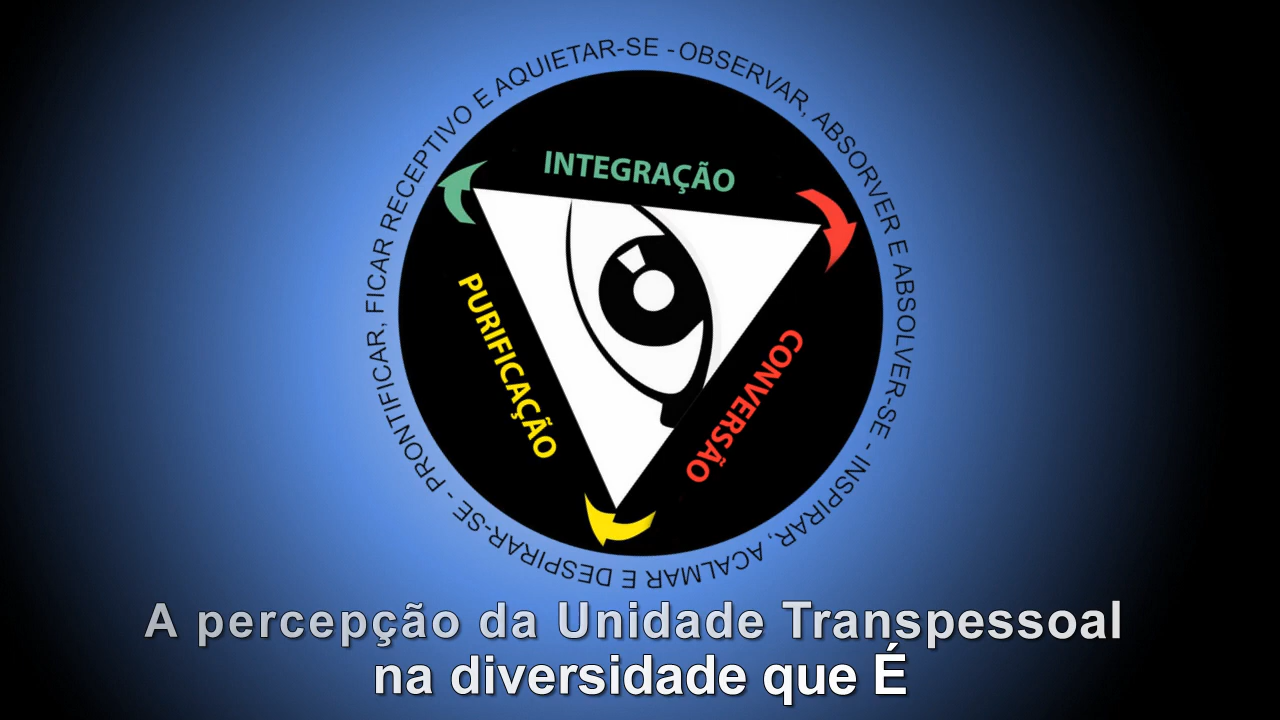 PRONTIFICAR, FICAR RECEPTIVO E AQUIETAR-SE - OBSERVAR, ABSORVER E ABSOLVER-SE - INSPIRAR, ACALMAR E DESPIRAR-SE -
INTEGRAÇÃO
CONVERSÃO
PURIFICAÇÃO
A percepção da Unidade Transpessoal
na diversidade que É